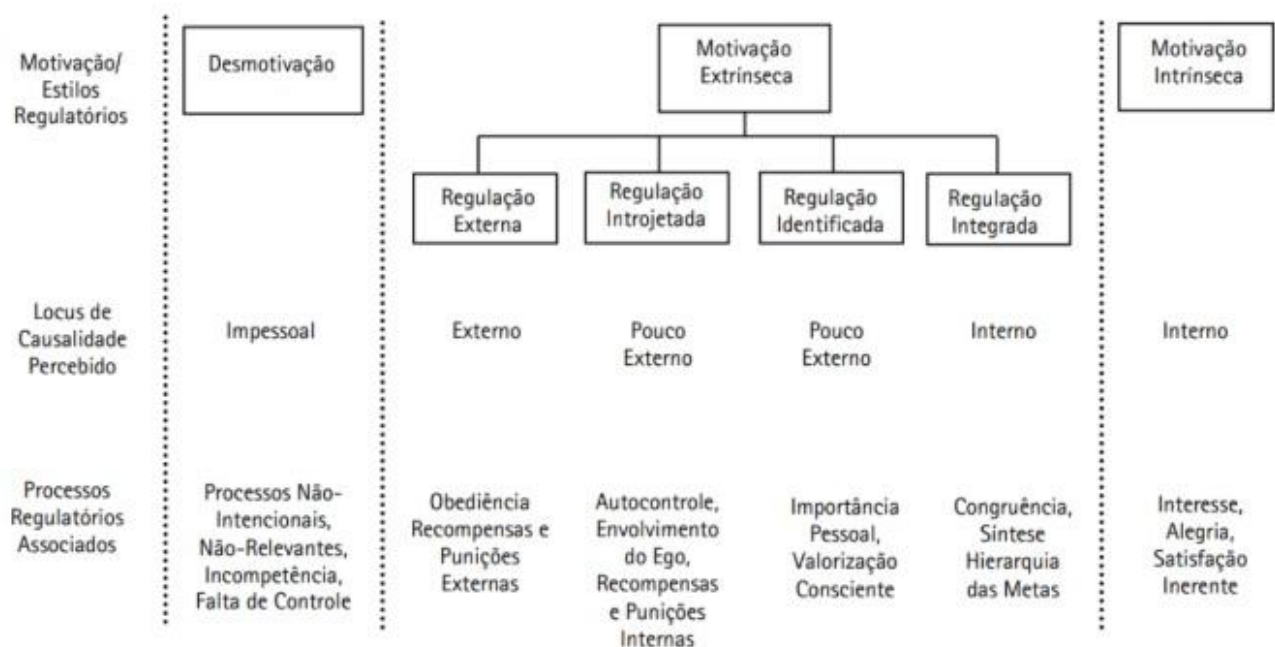 Motivação/
Estilos
Regulatórios
Desmotivação
Motivação
Extrínseca
Motivação
Intrínseca
Regulação
Externa
Regulação
Introjetada
Regulação
Identificada
Regulação
Integrada
Locus de
Causalidade
Percebido
Impessoal
Externo
Pouco
Externo
Pouco
Externo
Interno
Interno
Processos
Regulatórios
Associados
Processos Não-
Intencionais,
Não-Relevantes,
Incompetência,
Falta de Controle
Obediência
Recompensas e
Punições
Externas
Autocontrole,
Envolvimento
do Ego,
Recompensas
e Punições
Internas
Importância
Pessoal,
Valorização
Consciente
Congruência,
Síntese
Hierarquia
das Metas
Interesse,
Alegria,
Satisfação
Inerente